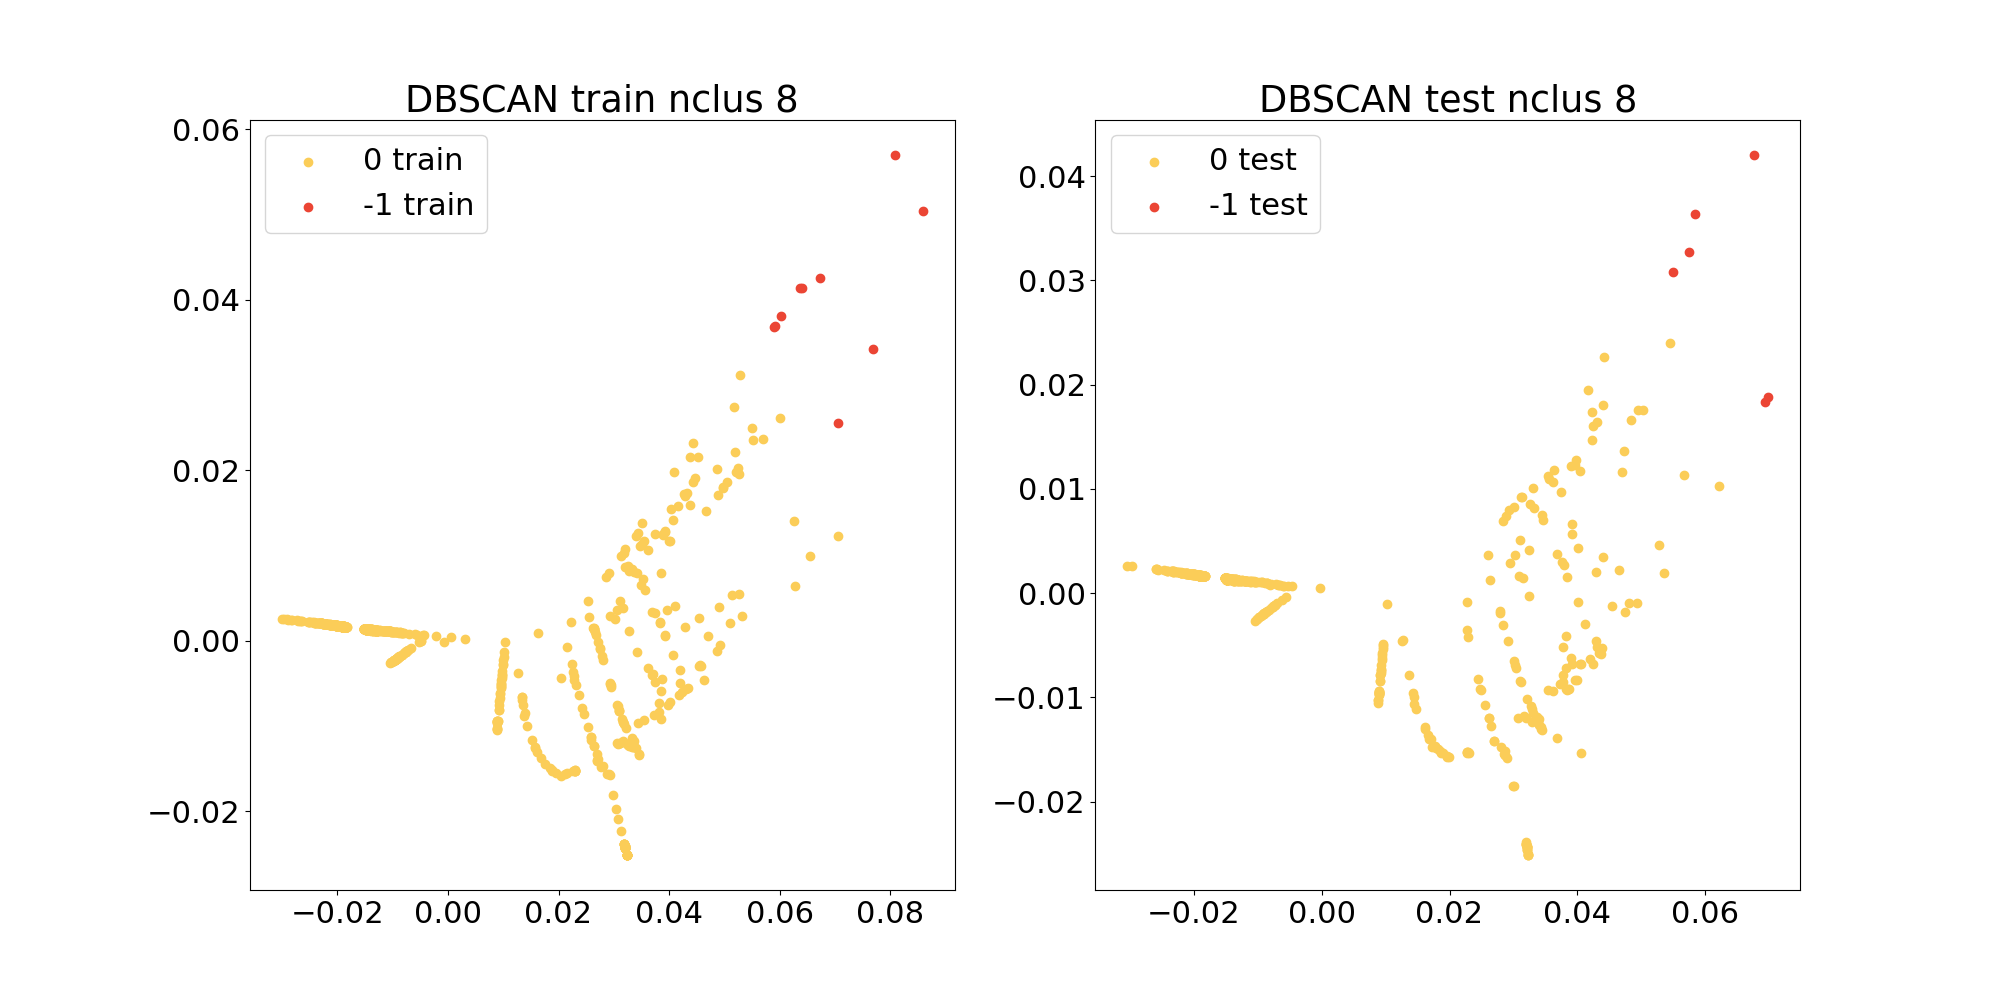 DBSCAN train nclus 8
0.06
0.04
0.02
0.00
−0.02
0 train
-1 train
−0.02 0.00 0.02 0.04 0.06 0.08
DBSCAN test nclus 8
0.04
0.03
0.02
0.01
0.00
−0.01
−0.02
0 test
-1 test
−0.02 0.00 0.02 0.04 0.06